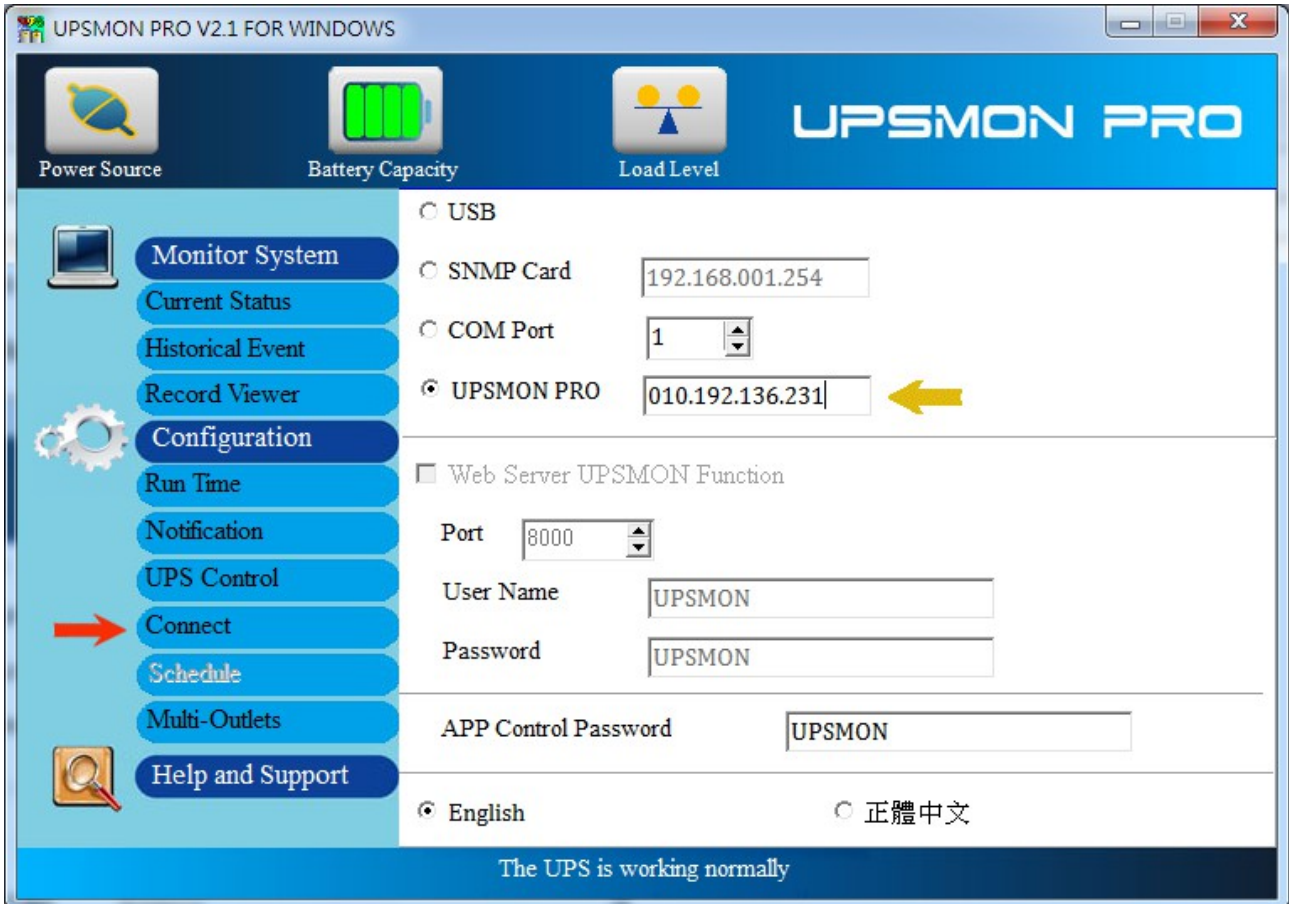 UPSMON PRO V2.1 FOR WINDOWS
UPSMON PRO
Power Source
Battery Capacity
Load Level
Monitor System
Current Status
Historical Event
Record Viewer
Configuration
Run Time
Notification
UPS Control
Connect
Schedule
Multi-Outlets
Help and Support
USB
SNMP Card 192.168.001.254
COM Port 1
UPSMON PRO 010.192.136.231
Web Server UPSMON Function
Port 8000
User Name UPSMON
Password UPSMON
APP Control Password UPSMON
English 正體中文
The UPS is working normally